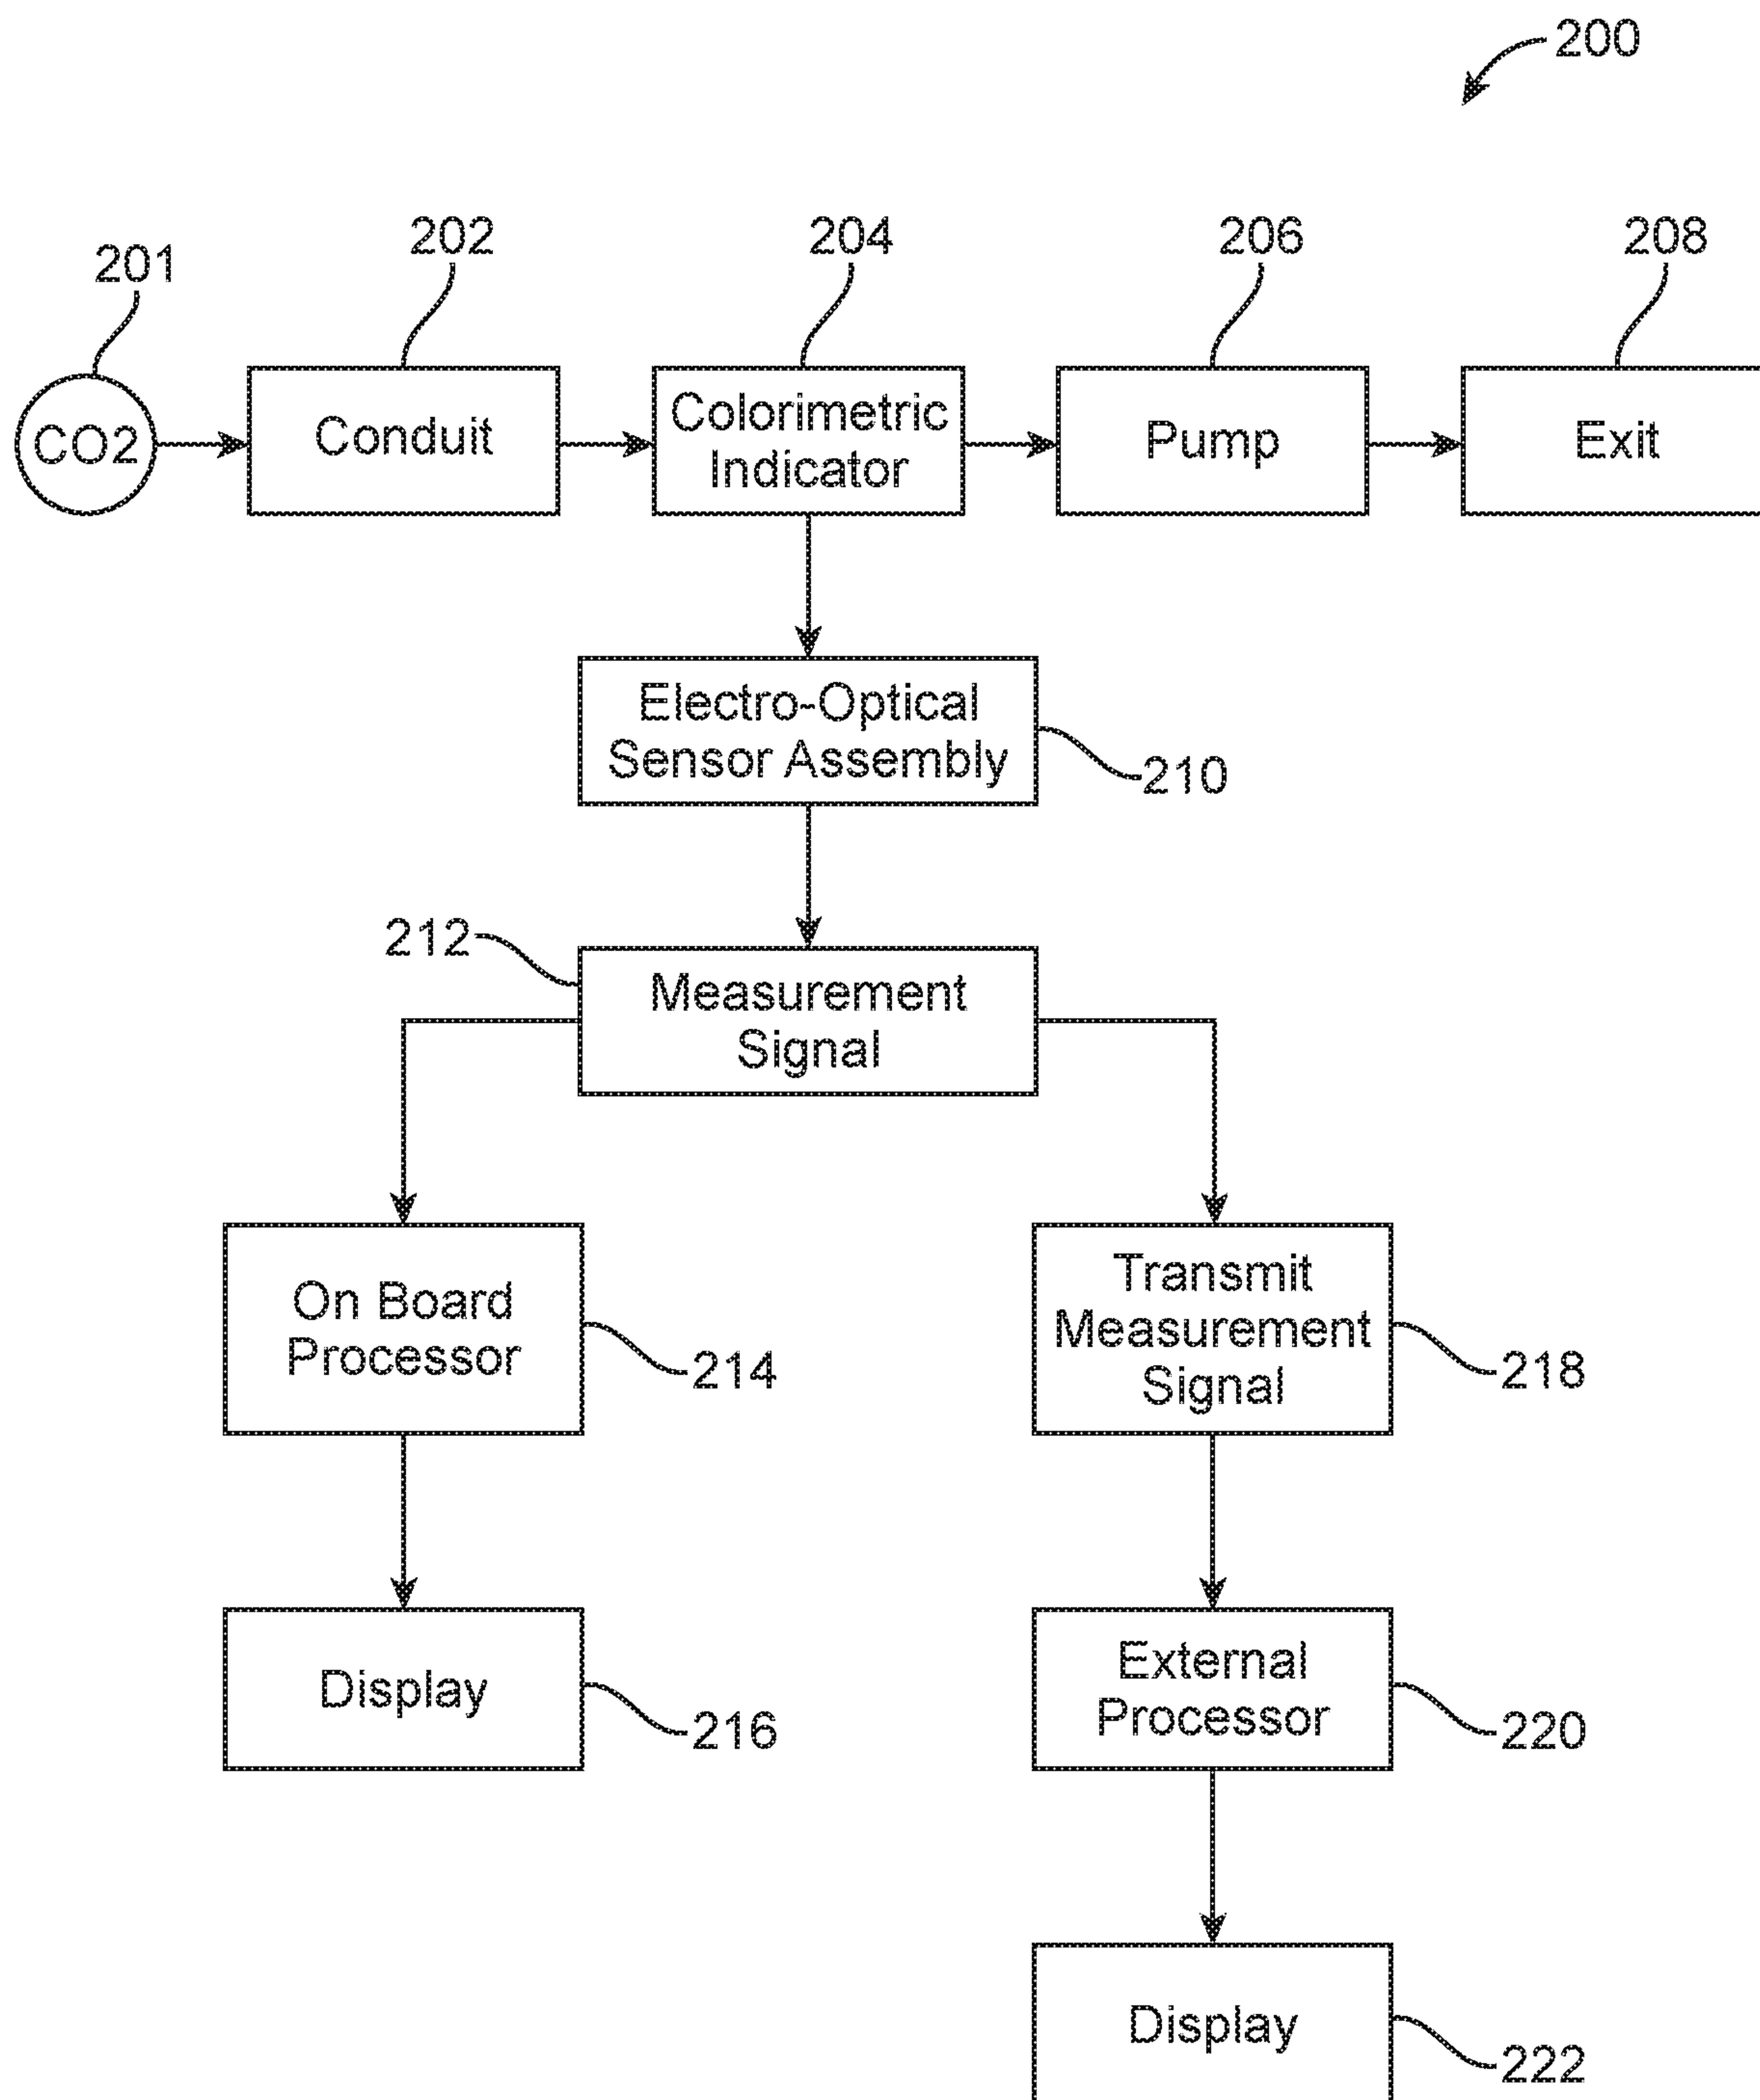 200
201
202
204
206
208
CO2
Conduit
Colorimetric
Indicator
Pump
Exit
Electro-Optical
Sensor Assembly
210
212
Measurement
Signal
On Board
Processor
214
Transmit
Measurement
Signal
218
Display
216
External
Processor
220
Display
222